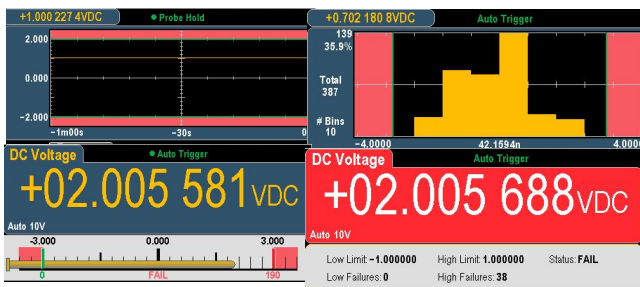 +1.000 227 4VDC
Probe Hold
2.000
0.000
-2.000
-1m00s
-30s
0
+0.702 180 8VDC
Auto Trigger
139
35.9%
Total
387
# Bins
10
-4.0000
42.1694n
4.000
DC Voltage
Auto Trigger
+02.005 581VDC
Auto 10V
-3.000
0.000
3.000
0
FAIL
190
DC Voltage
Auto Trigger
+02.005 688VDC
Auto 10V
Low Limit: -1.000000
High Limit: 1.000000
Status: FAIL
Low Failures: 0
High Failures: 38